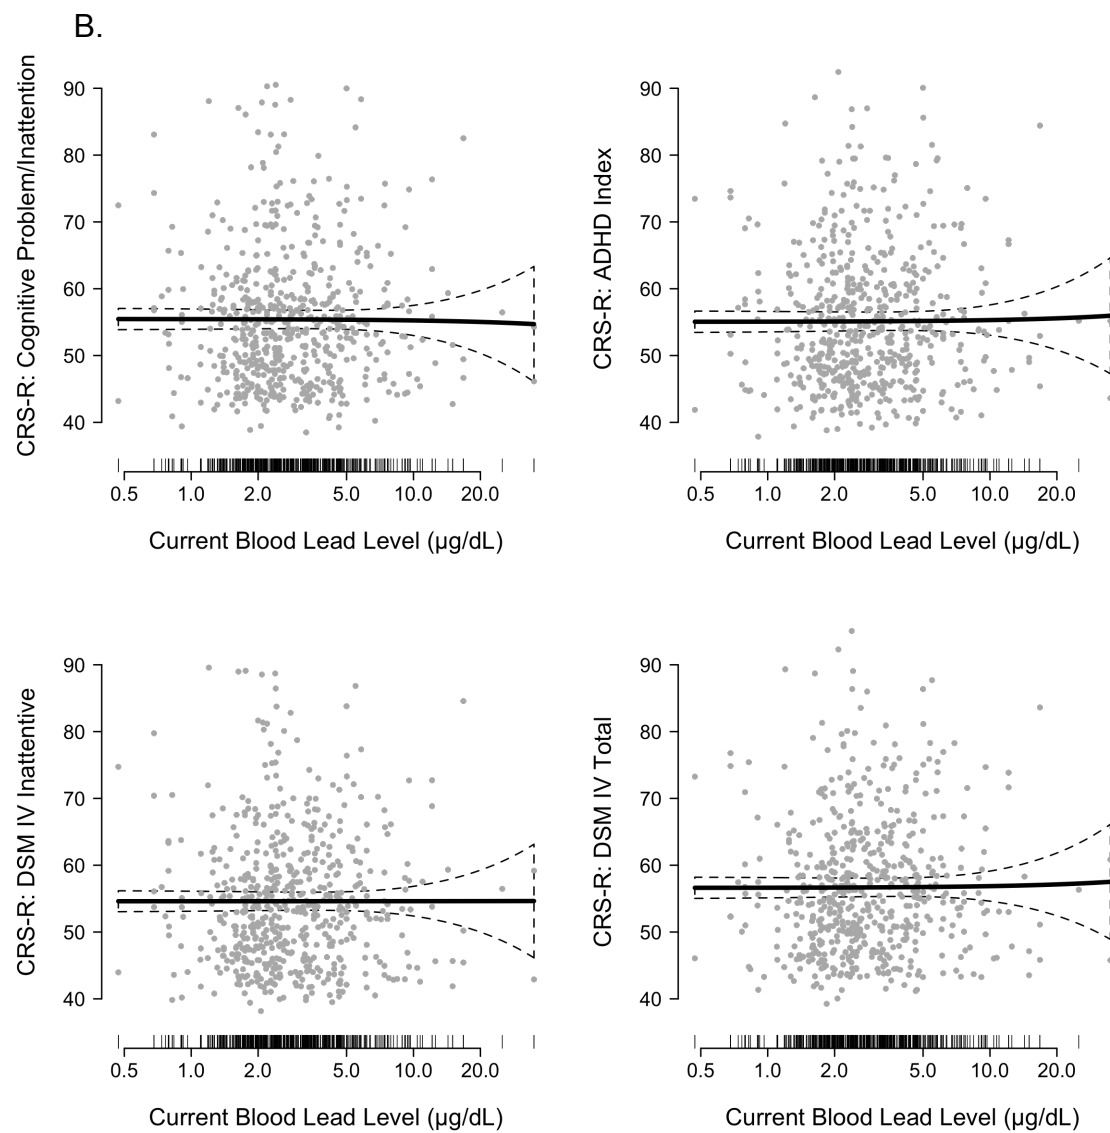 B.
CRS-R: Cognitive Problem/Inattention
90
80
70
60
50
40
0.5 1.0 2.0 5.0 10.0 20.0
Current Blood Lead Level (µg/dL)
CRS-R: ADHD Index
90
80
70
60
50
40
0.5 1.0 2.0 5.0 10.0 20.0
Current Blood Lead Level (µg/dL)
CRS-R: DSM IV Inattentive
90
80
70
60
50
40
0.5 1.0 2.0 5.0 10.0 20.0
Current Blood Lead Level (µg/dL)
CRS-R: DSM IV Total
90
80
70
60
50
40
0.5 1.0 2.0 5.0 10.0 20.0
Current Blood Lead Level (µg/dL)